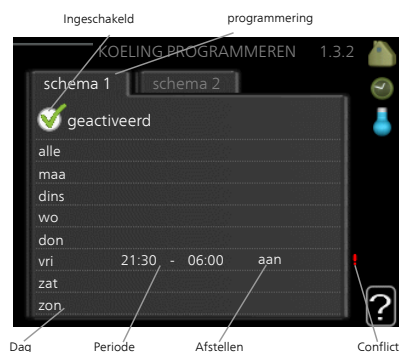 Ingeschakeld programmering
KOELING PROGRAMMEREN 1.3.2
schema 1 schema 2
geactiveerd
alle
maa
dins
wo
don
vri 21:30 - 06:00 aan !
zat
zon
?
Dag Periode Afstellen Conflict